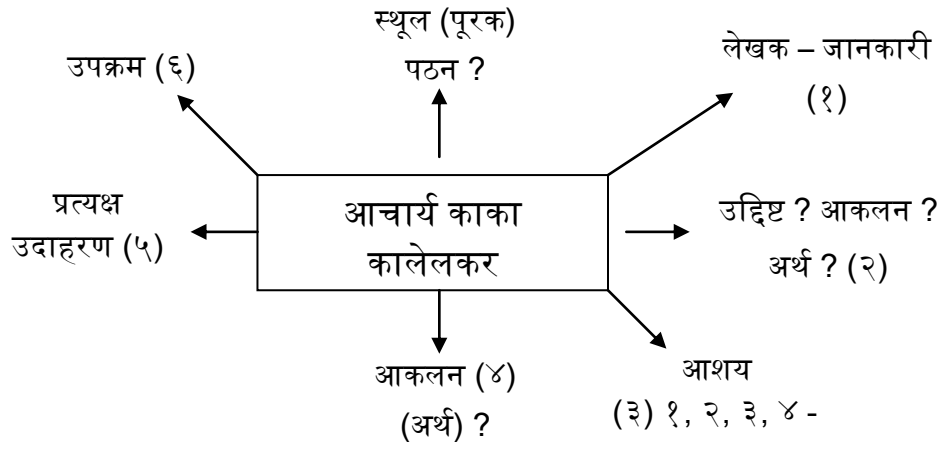 स्थूल (पूरक)
पठन ?
लेखक – जानकारी
(१)
उपक्रम (६)
आचार्य काका
कालेलकर
प्रत्यक्ष
उदाहरण (५)
उद्दिष्ट ? आकलन ?
अर्थ ? (२)
आकलन (४)
(अर्थ) ?
आशय
(३) १, २, ३, ४ -